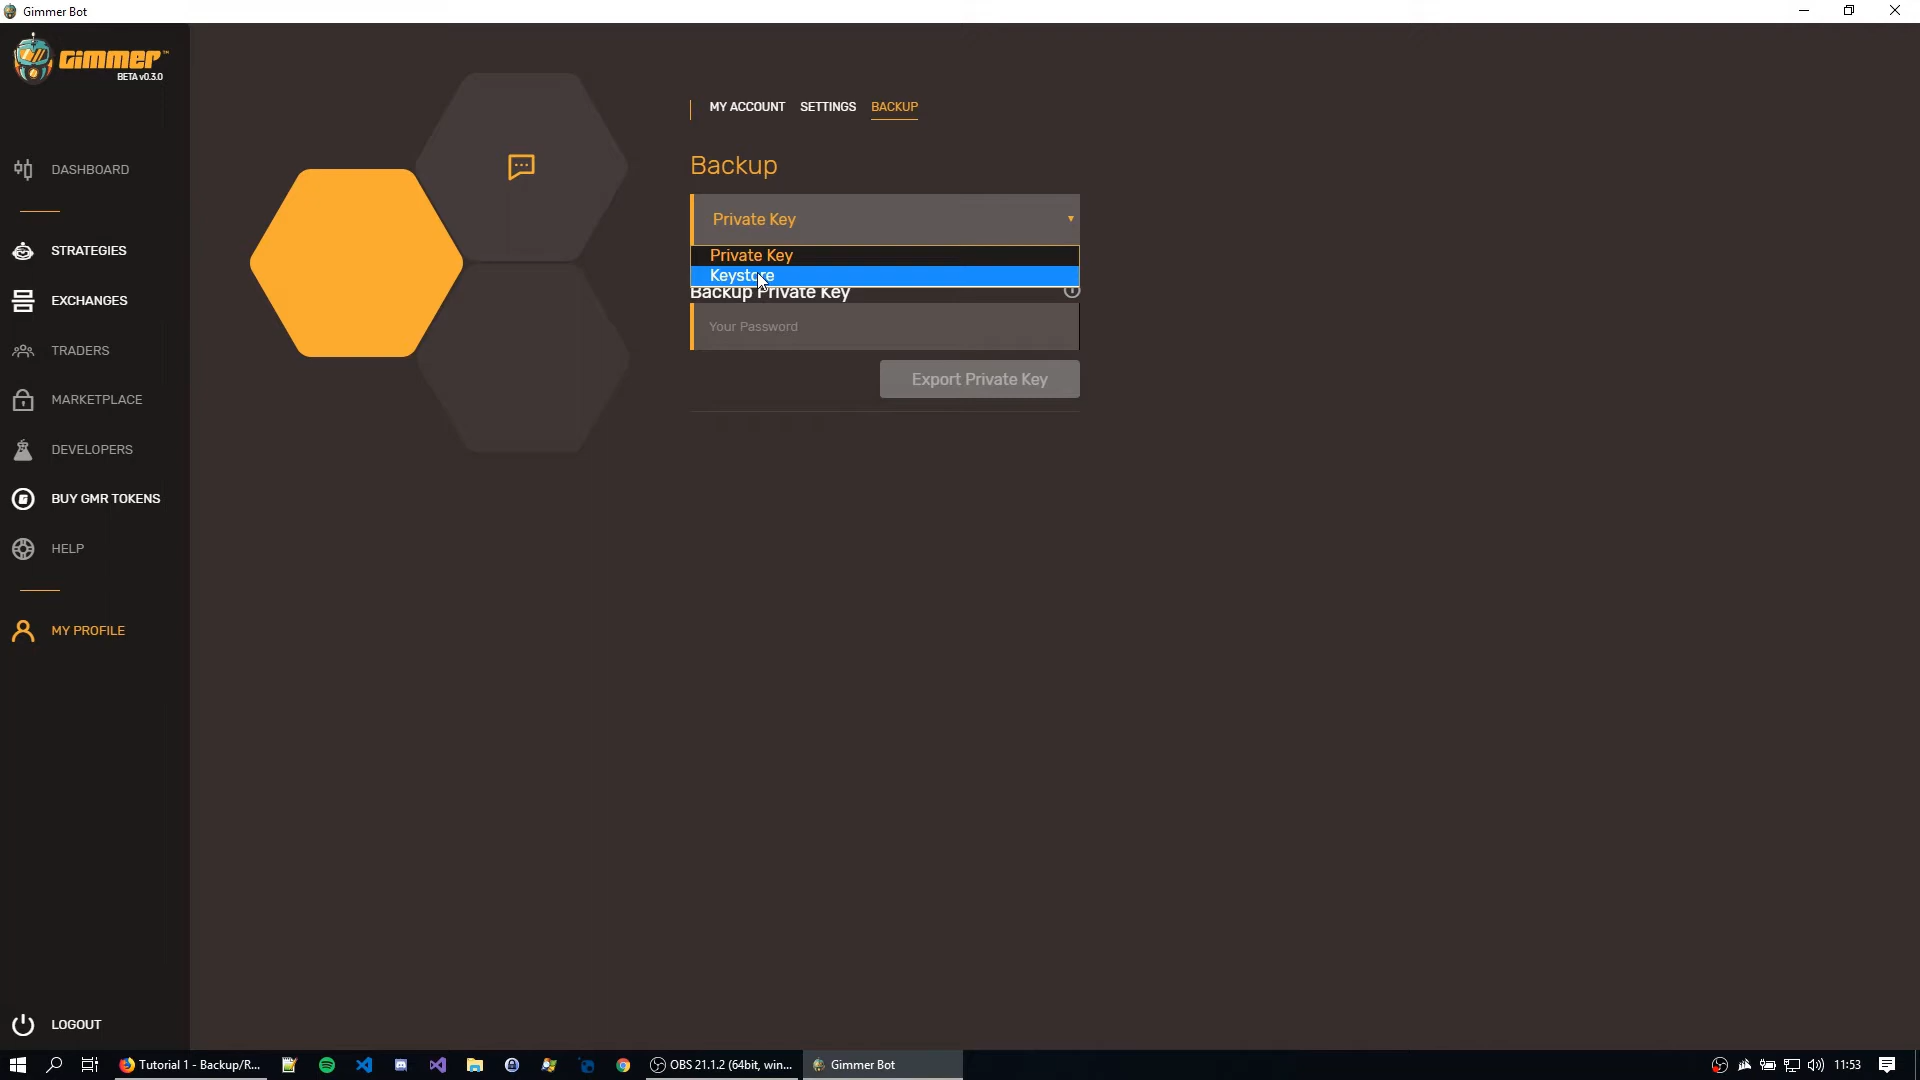 Gimmer Bot
Gimmer™
BETA v0.3.0
DASHBOARD
STRATEGIES
EXCHANGES
TRADERS
MARKETPLACE
DEVELOPERS
BUY GMR TOKENS
HELP
MY PROFILE
LOGOUT
MY ACCOUNT SETTINGS BACKUP
Backup
Private Key
Private Key
Keystore
Backup Private Key
Your Password
Export Private Key
Tutorial 1 - Backup/R...
OBS 21.1.2 (64bit, win...
Gimmer Bot
11:53